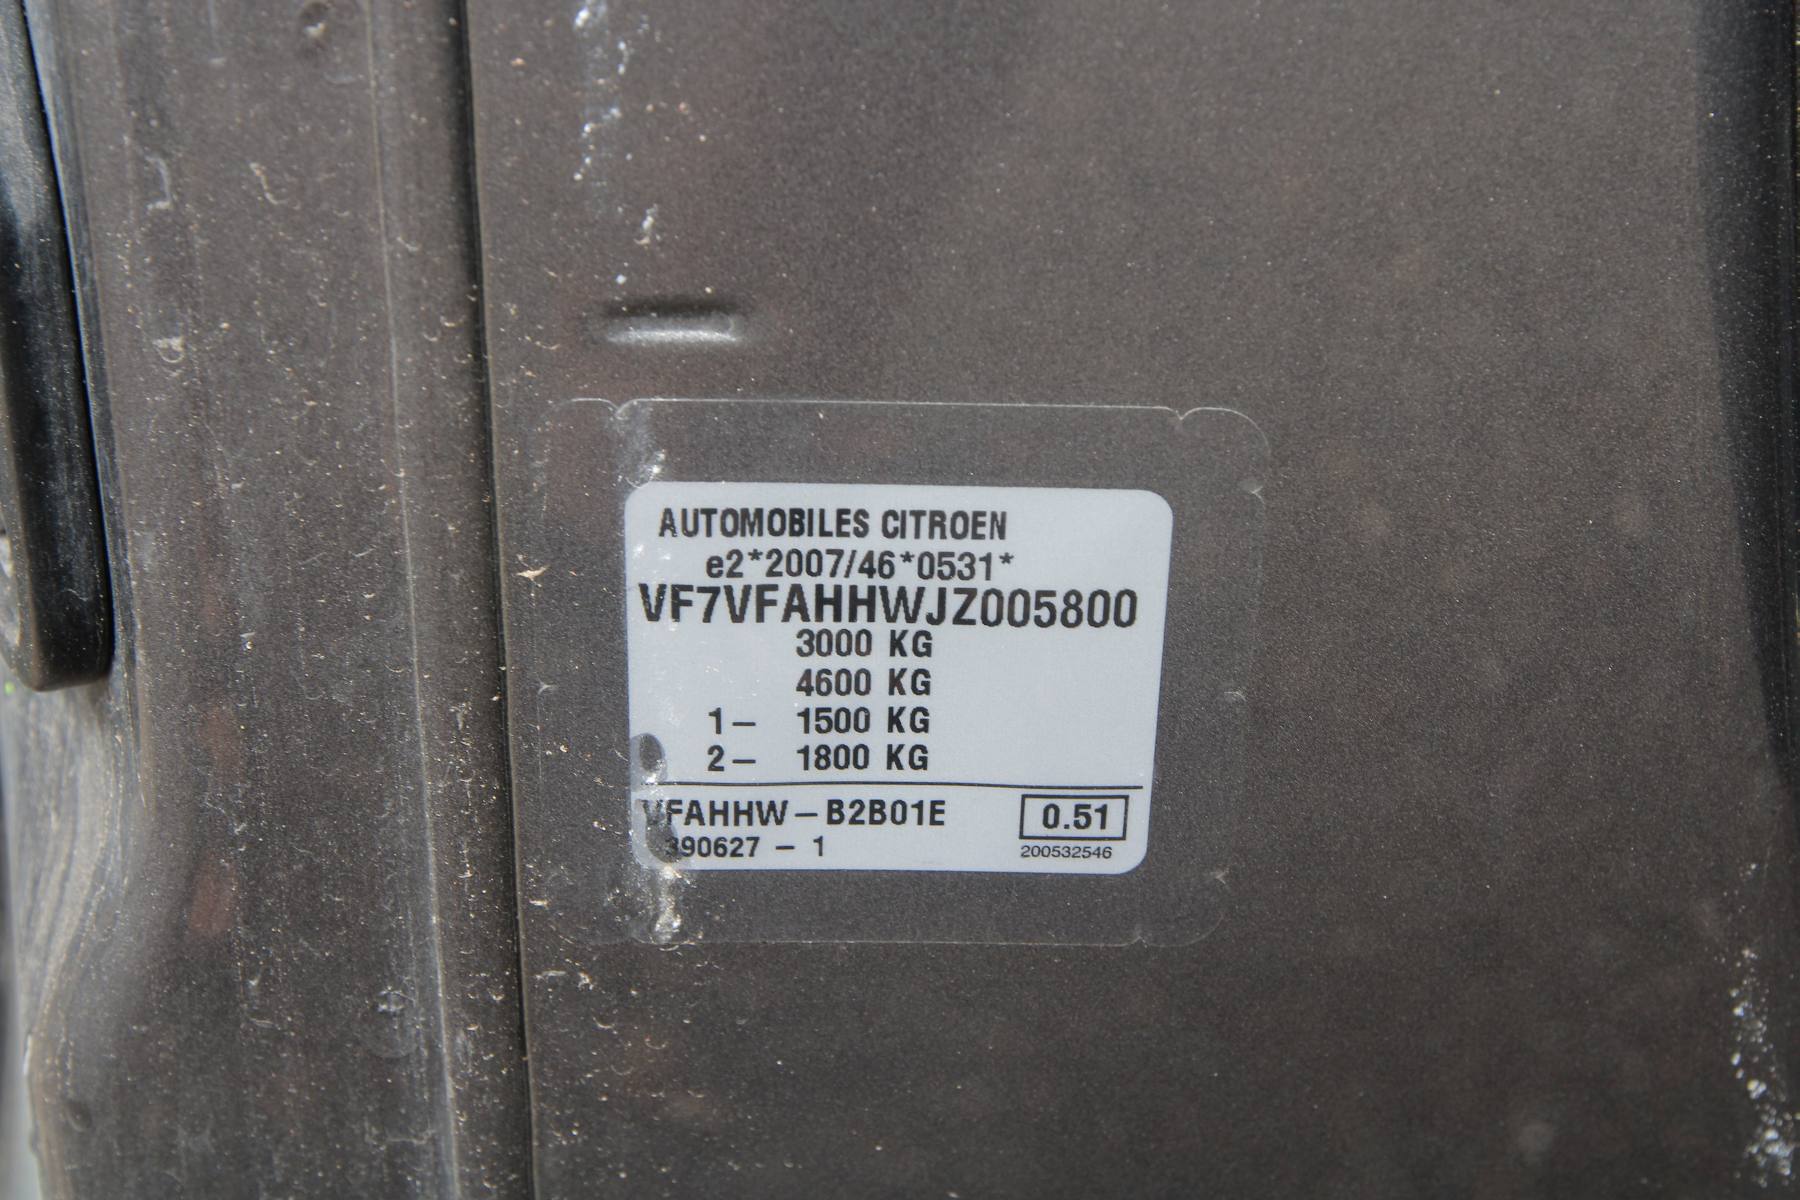 AUTOMOBILES CITROEN
e2*2007/46*0531*
VF7VFAHHWJZ005800
3000 KG
4600 KG
1– 1500 KG
2– 1800 KG
VFAHHW–B2B01E 0.51
390627 – 1 200532546